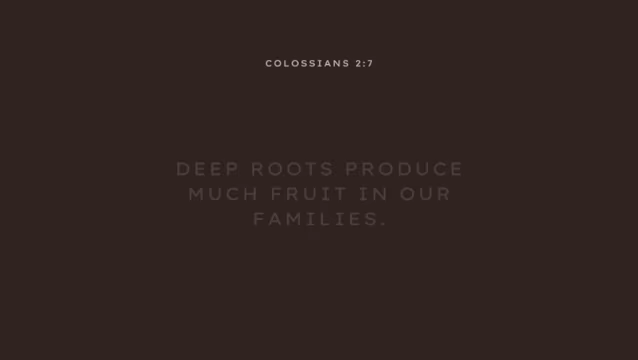 COLOSSIANS 2:7
DEEP ROOTS PRODUCE
MUCH FRUIT IN OUR
FAMILIES.